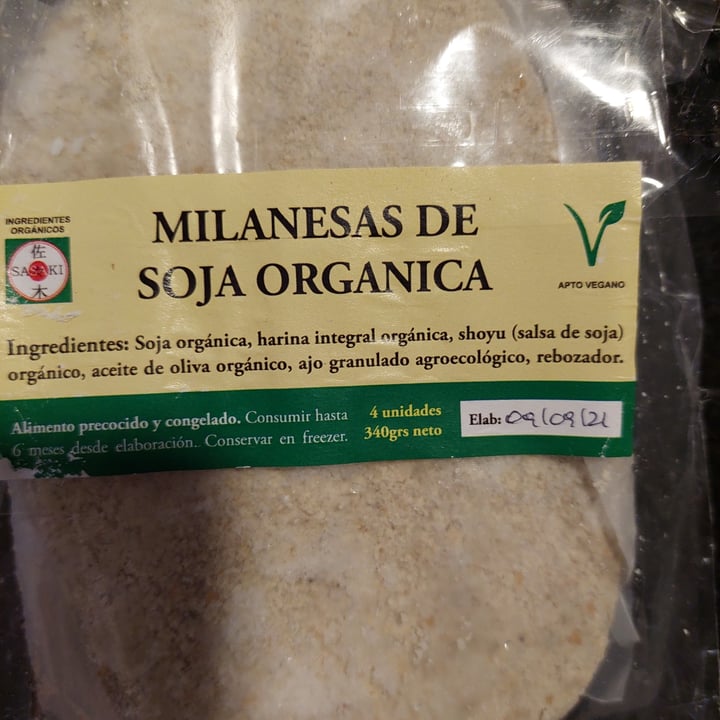 INGREDIENTES
ORGÁNICOS
佐
SASAKI
木
MILANESAS DE
SOJA ORGANICA
APTO VEGANO
Ingredientes: Soja orgánica, harina integral orgánica, shoyu (salsa de soja)
orgánico, aceite de oliva orgánico, ajo granulado agroecológico, rebozador.
Alimento precocido y congelado. Consumir hasta
6 meses desde elaboración. Conservar en freezer.
4 unidades
340grs neto
Elab: 09/09/21